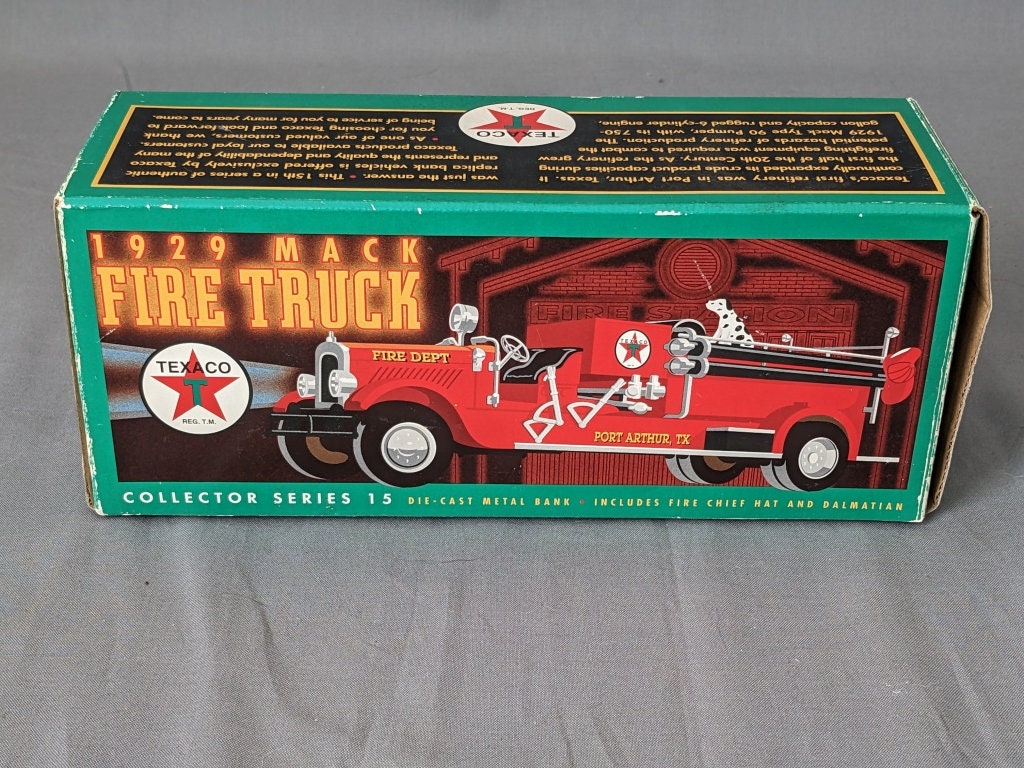 Texaco's first refinery was in Port Arthur, Texas. It
continually expanded its crude product capacities during
the first half of the 20th Century. As the refinery grew
firefighting equipment was required to combat the
potential hazards of refinery production. The
1929 Mack Type 90 Pumper, with its 750-
gallon capacity and rugged 6-cylinder engine,
was just the answer. • This 15th in a series of authentic
replica bank vehicles is licensed exclusively by Texaco
and represents the quality and dependability of the many
Texaco products available to our loyal customers.
• As one of our valued customers, we thank
you for choosing Texaco and look forward to
being of service to you for many years to come.
TEXACO
T
REG. T.M.
1929 MACK
FIRE TRUCK
FIRE STATION
TEXACO
T
REG. T.M.
FIRE DEPT
TEXACO
T
PORT ARTHUR, TX
COLLECTOR SERIES 15 DIE-CAST METAL BANK • INCLUDES FIRE CHIEF HAT AND DALMATIAN